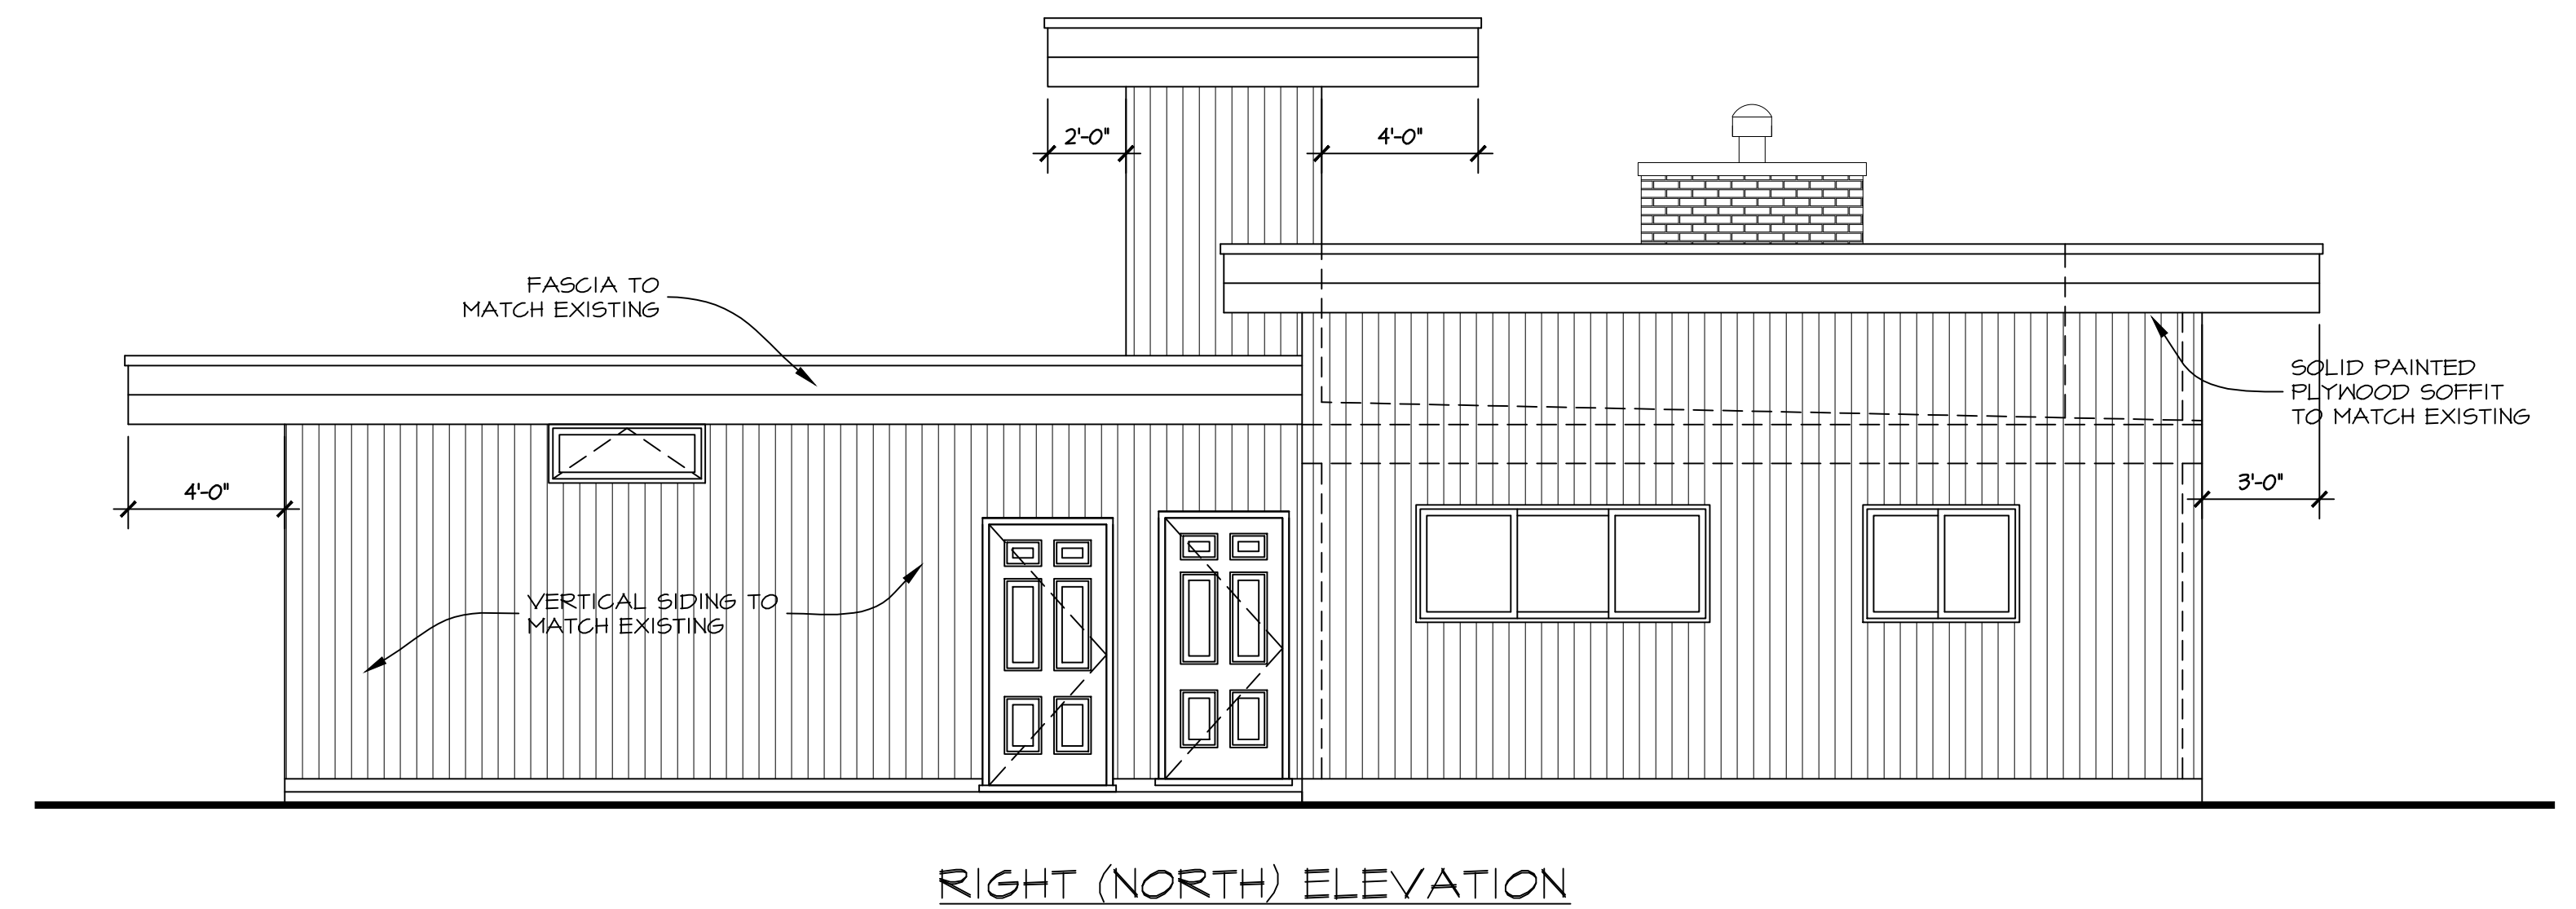 2'-0"
4'-0"
FASCIA TO
MATCH EXISTING
SOLID PAINTED
PLYWOOD SOFFIT
TO MATCH EXISTING
4'-0"
3'-0"
VERTICAL SIDING TO
MATCH EXISTING
RIGHT (NORTH) ELEVATION